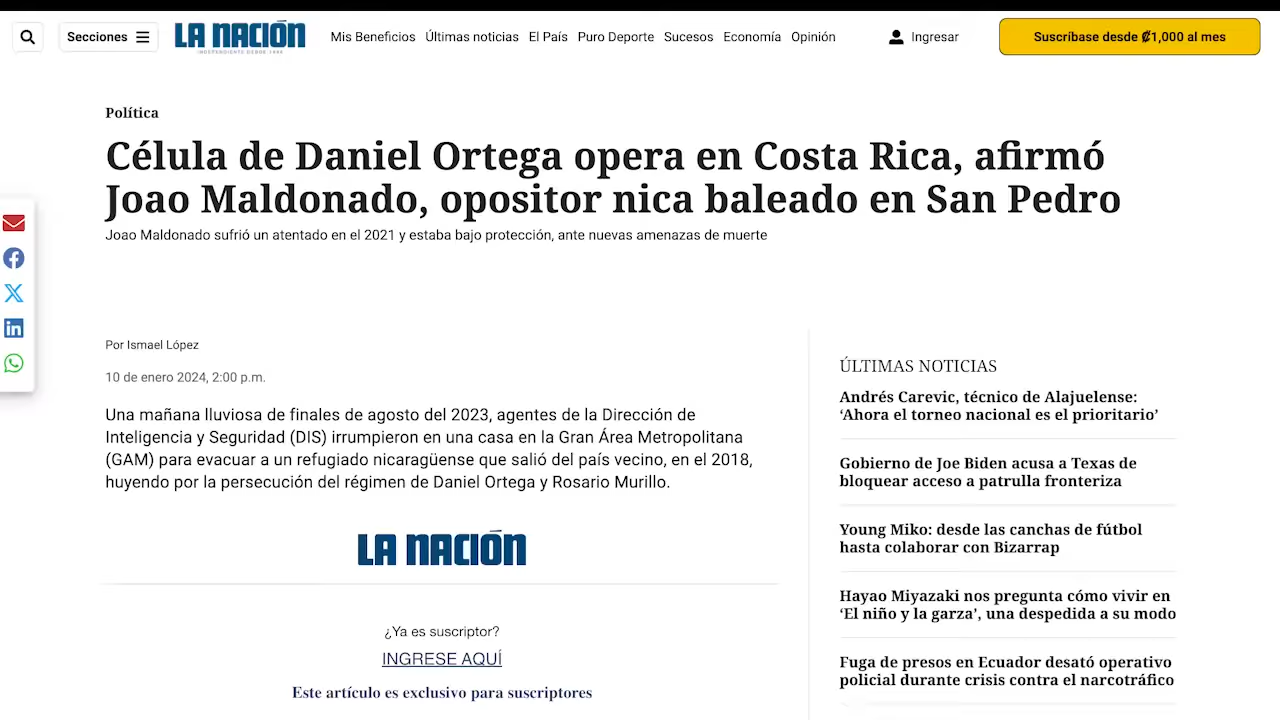 Secciones
LA NACIÓN
INDEPENDIENTE DESDE 1946
Mis Beneficios
Últimas noticias
El País
Puro Deporte
Sucesos
Economía
Opinión
Ingresar
Suscríbase desde ₡1,000 al mes
Política
Célula de Daniel Ortega opera en Costa Rica, afirmó
Joao Maldonado, opositor nica baleado en San Pedro
Joao Maldonado sufrió un atentado en el 2021 y estaba bajo protección, ante nuevas amenazas de muerte
Por Ismael López
10 de enero 2024, 2:00 p.m.
Una mañana lluviosa de finales de agosto del 2023, agentes de la Dirección de
Inteligencia y Seguridad (DIS) irrumpieron en una casa en la Gran Área Metropolitana
(GAM) para evacuar a un refugiado nicaragüense que salió del país vecino, en el 2018,
huyendo por la persecución del régimen de Daniel Ortega y Rosario Murillo.
LA NACIÓN
¿Ya es suscriptor?
INGRESE AQUÍ
Este artículo es exclusivo para suscriptores
ÚLTIMAS NOTICIAS
Andrés Carevic, técnico de Alajuelense:
‘Ahora el torneo nacional es el prioritario’
Gobierno de Joe Biden acusa a Texas de
bloquear acceso a patrulla fronteriza
Young Miko: desde las canchas de fútbol
hasta colaborar con Bizarrap
Hayao Miyazaki nos pregunta cómo vivir en
‘El niño y la garza’, una despedida a su modo
Fuga de presos en Ecuador desató operativo
policial durante crisis contra el narcotráfico